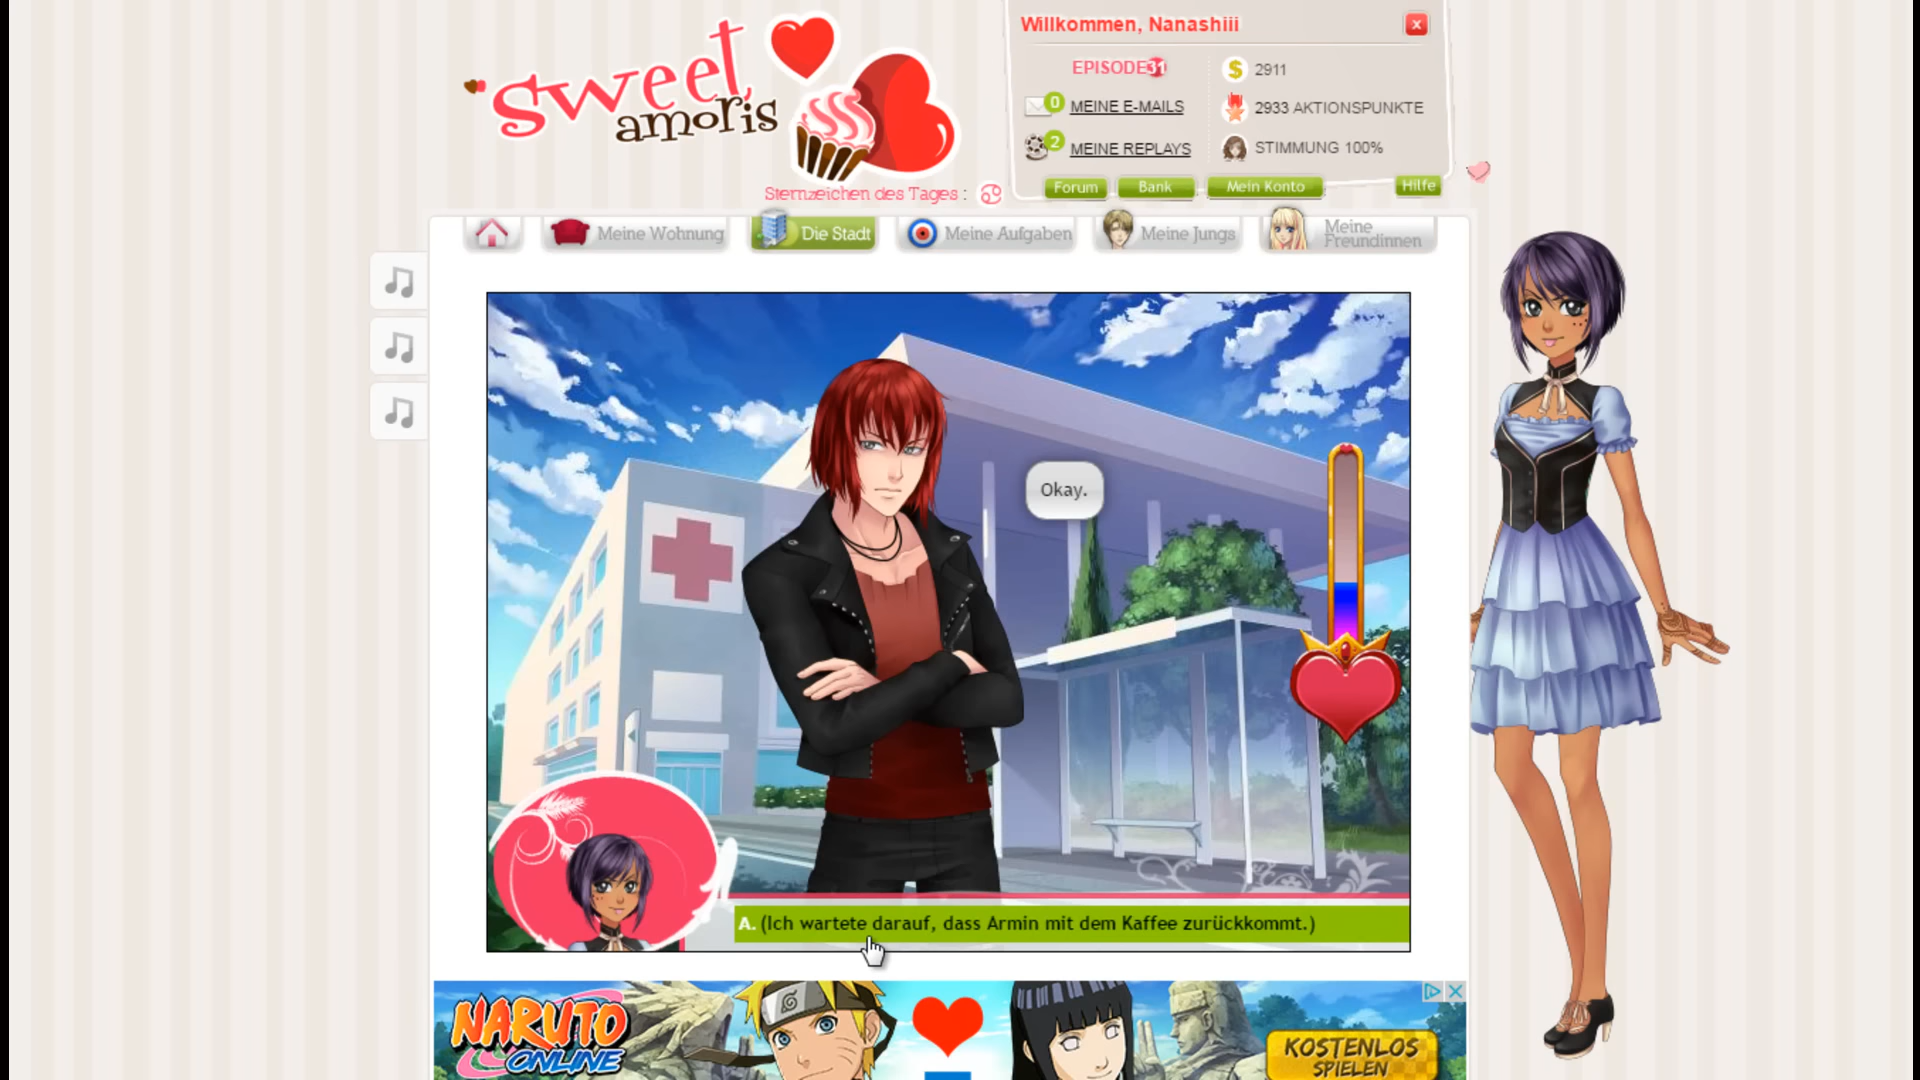 sweet
amoris
Sternzeichen des Tages :
Willkommen, Nanashiii
x
EPISODE 31
$ 2911
0 MEINE E-MAILS
2933 AKTIONSPUNKTE
2 MEINE REPLAYS
STIMMUNG 100%
Forum
Bank
Mein Konto
Hilfe
Meine Wohnung
Die Stadt
Meine Aufgaben
Meine Jungs
Meine
Freundinnen
Okay.
A. (Ich wartete darauf, dass Armin mit dem Kaffee zurückkommt.)
NARUTO
ONLINE
KOSTENLOS
SPIELEN